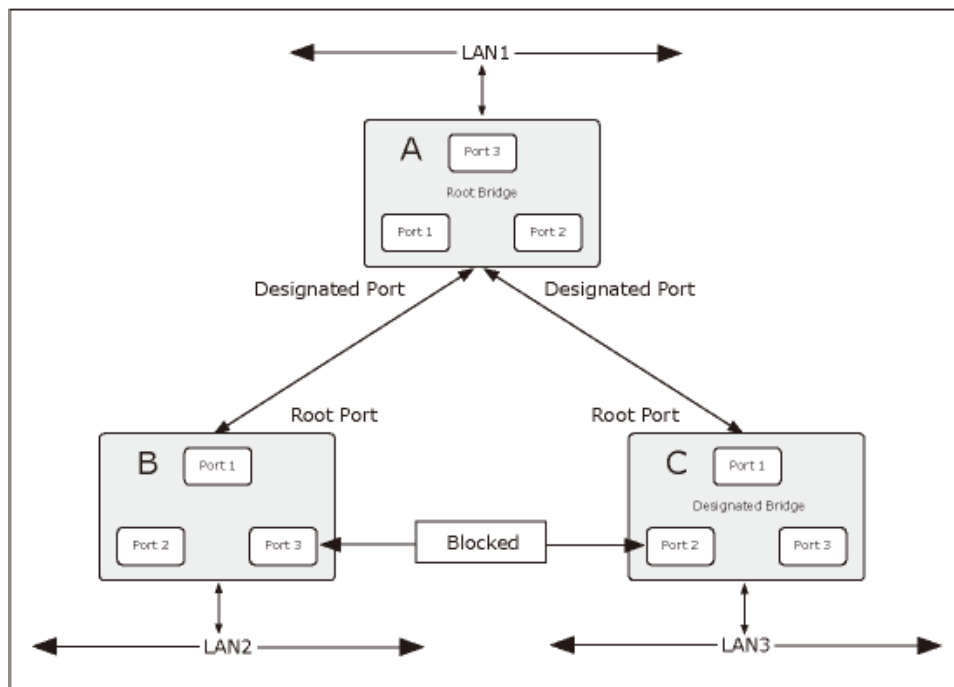 LAN1
A
Port 3
Root Bridge
Port 1
Port 2
Designated Port
Designated Port
Root Port
Root Port
B
Port 1
C
Port 1
Designated Bridge
Port 2
Port 3
Blocked
Port 2
Port 3
LAN2
LAN3